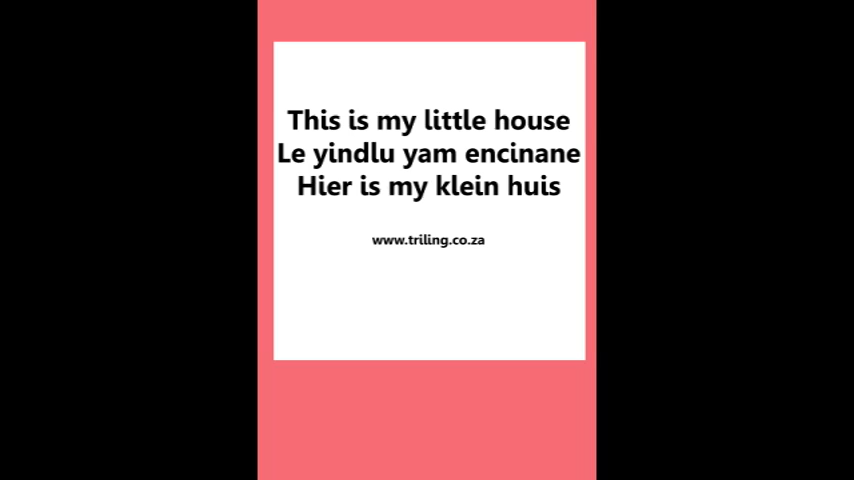 This is my little house
Le yindlu yam encinane
Hier is my klein huis
www.triling.co.za